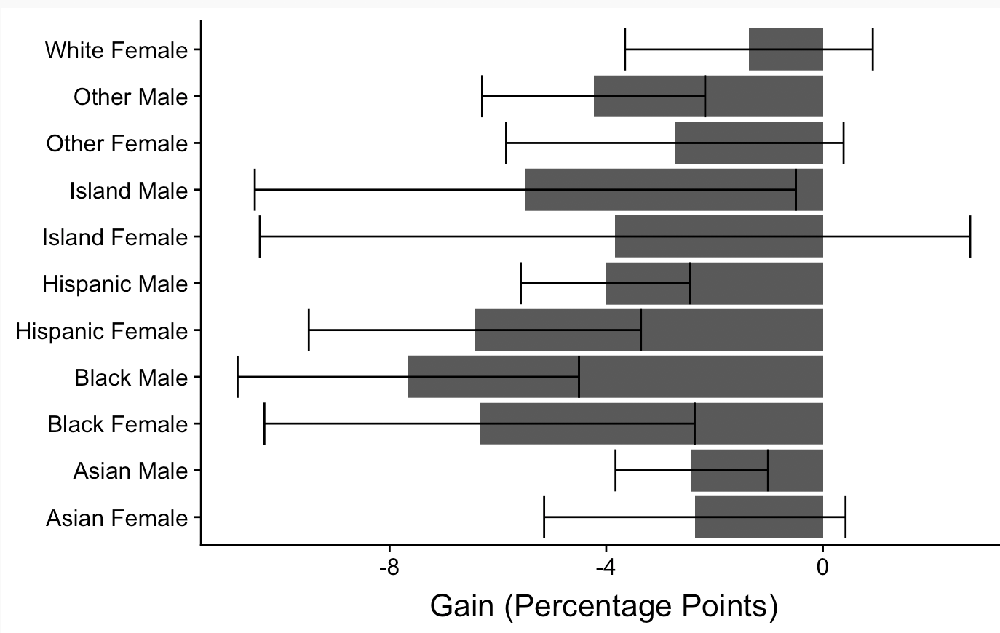 White Female
Other Male
Other Female
Island Male
Island Female
Hispanic Male
Hispanic Female
Black Male
Black Female
Asian Male
Asian Female
-8 -4 0
Gain (Percentage Points)